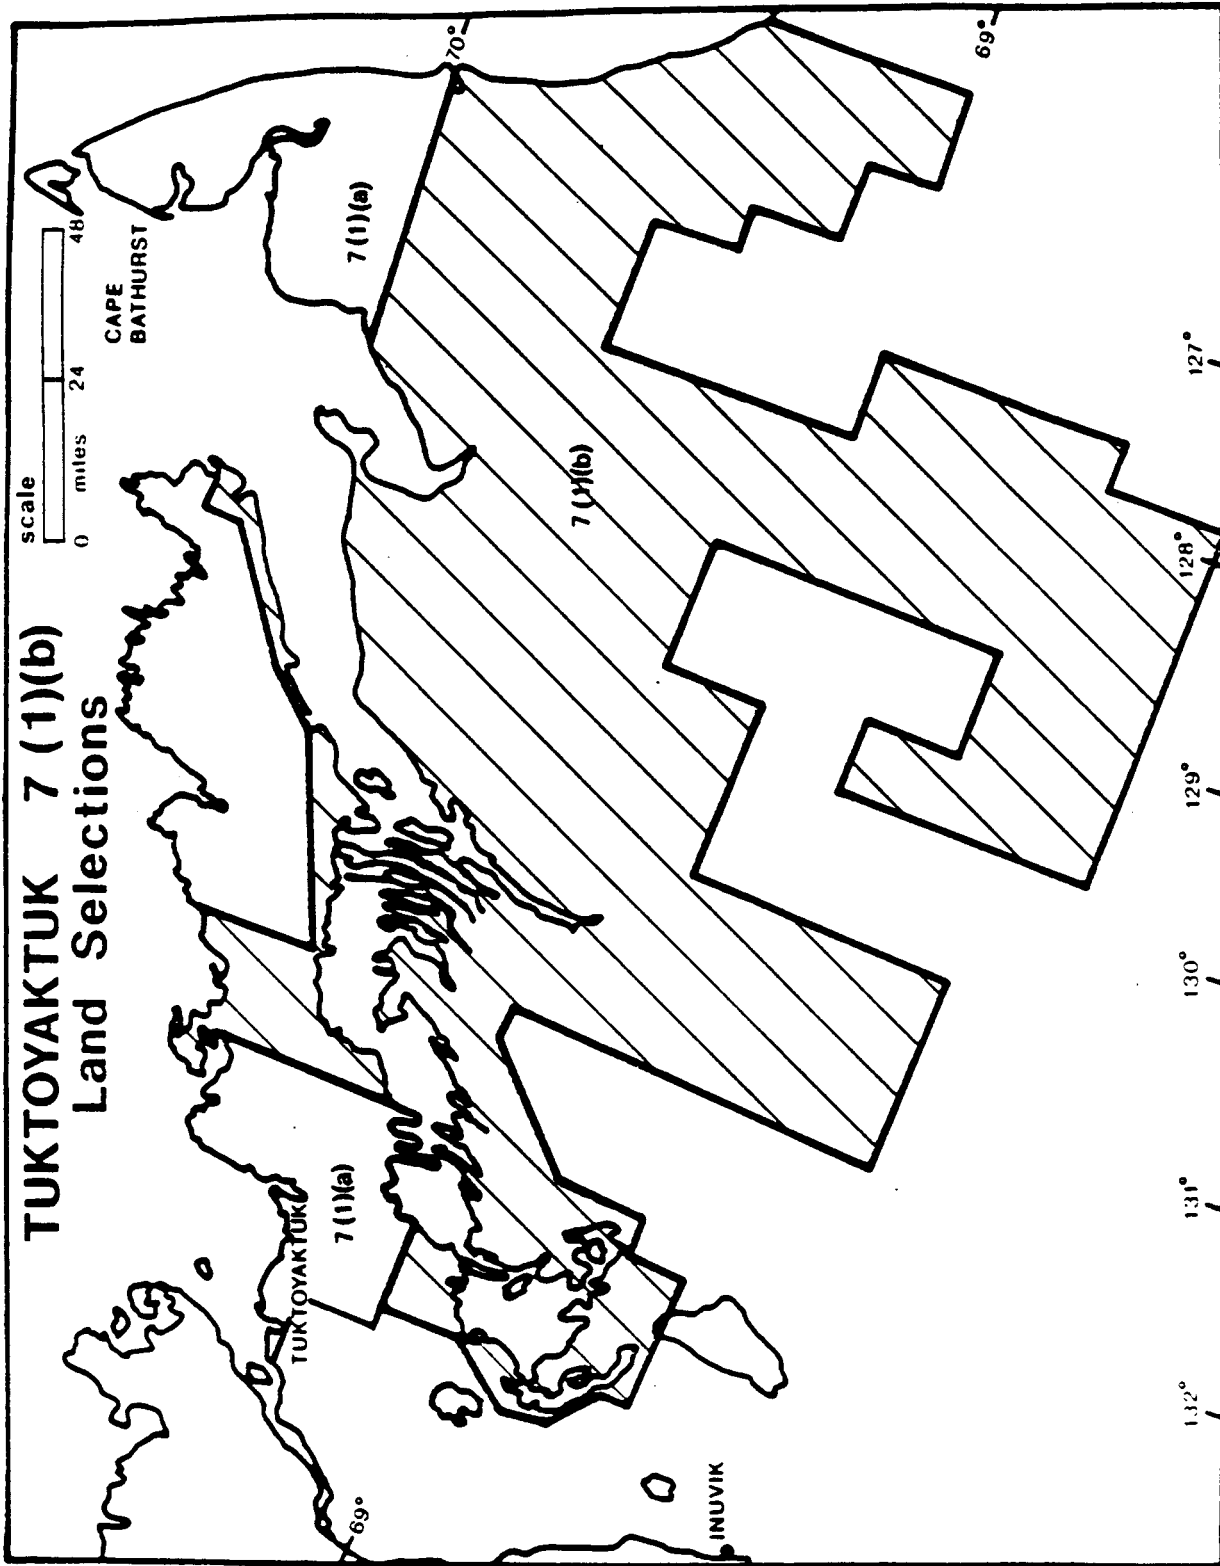 TUKTOYAKTUK 7 (1)(b)
Land Selections
scale
0 24 48
miles
CAPE
BATHURST
70°
69°
7(1)(a)
7(1)(b)
7(1)(a)
TUKTOYAKTUK
69°
INUVIK
132°
131°
130°
129°
128°
127°